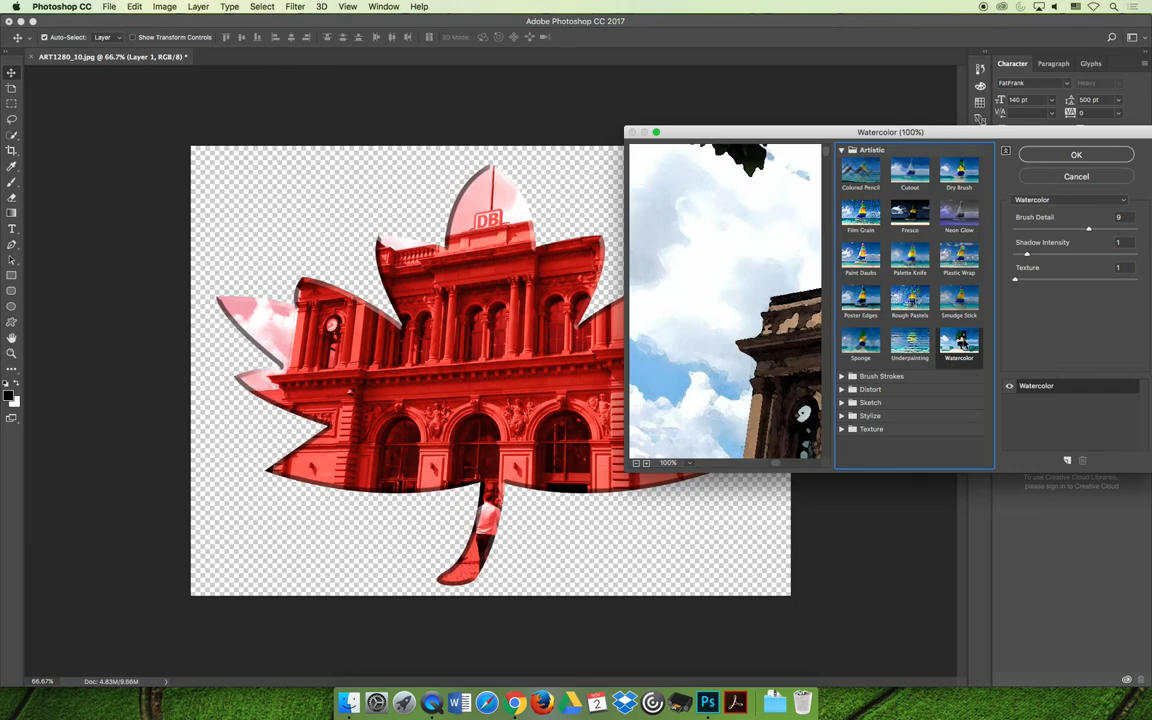 Photoshop CC File Edit Image Layer Type Select Filter 3D View Window Help
Adobe Photoshop CC 2017
Auto-Select: Layer Show Transform Controls 3D Mode:
ART1280_10.jpg @ 66.7% (Layer 1, RGB/8) *
Character Paragraph Glyphs
FatFrank Heavy
140 pt 500 pt
0
Watercolor (100%)
Artistic
Colored Pencil Cutout Dry Brush
Film Grain Fresco Neon Glow
Paint Daubs Palette Knife Plastic Wrap
Poster Edges Rough Pastels Smudge Stick
Sponge Underpainting Watercolor
Brush Strokes
Distort
Sketch
Stylize
Texture
OK
Cancel
Watercolor
Brush Detail 9
Shadow Intensity 1
Texture 1
Watercolor
100%
To use Creative Cloud Libraries,
please sign in to Creative Cloud
DB
66.67% Doc: 4.83M/9.66M
NOV
2
W
Ps